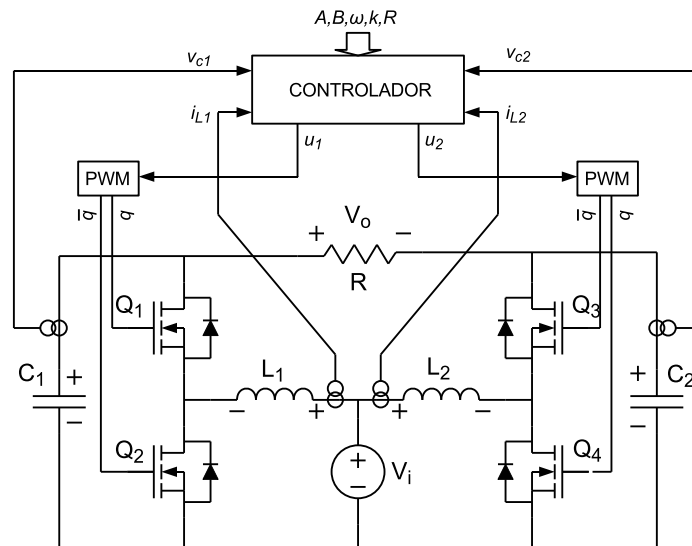 A,B,ω,k,R
v_c1
v_c2
CONTROLADOR
i_L1
i_L2
u_1
u_2
PWM
PWM
q̅
q
q̅
q
V_o
+
−
R
Q_1
Q_3
C_1
+
−
L_1
−
+
L_2
+
−
C_2
+
−
Q_2
Q_4
+
−
V_i